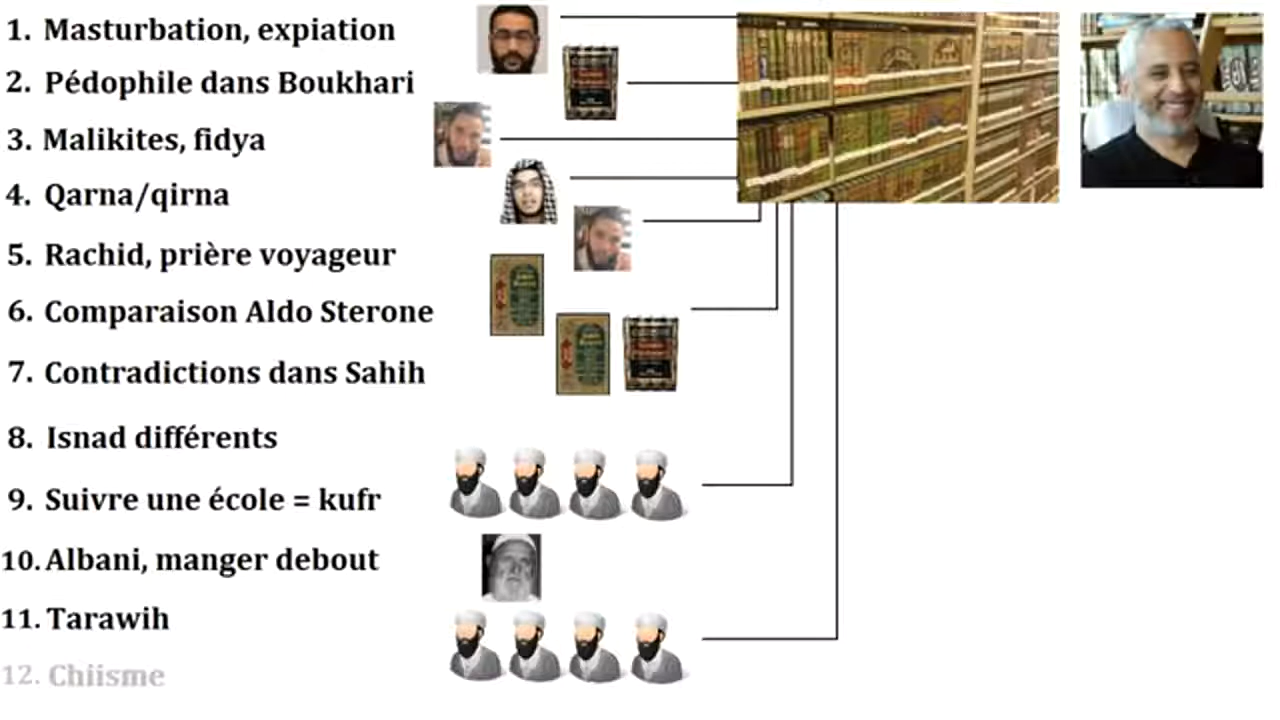 1. Masturbation, expiation
2. Pédophile dans Boukhari
3. Malikites, fidya
4. Qarna/qirna
5. Rachid, prière voyageur
6. Comparaison Aldo Sterone
7. Contradictions dans Sahih
8. Isnad différents
9. Suivre une école = kufr
10. Albani, manger debout
11. Tarawih
12. Chiisme